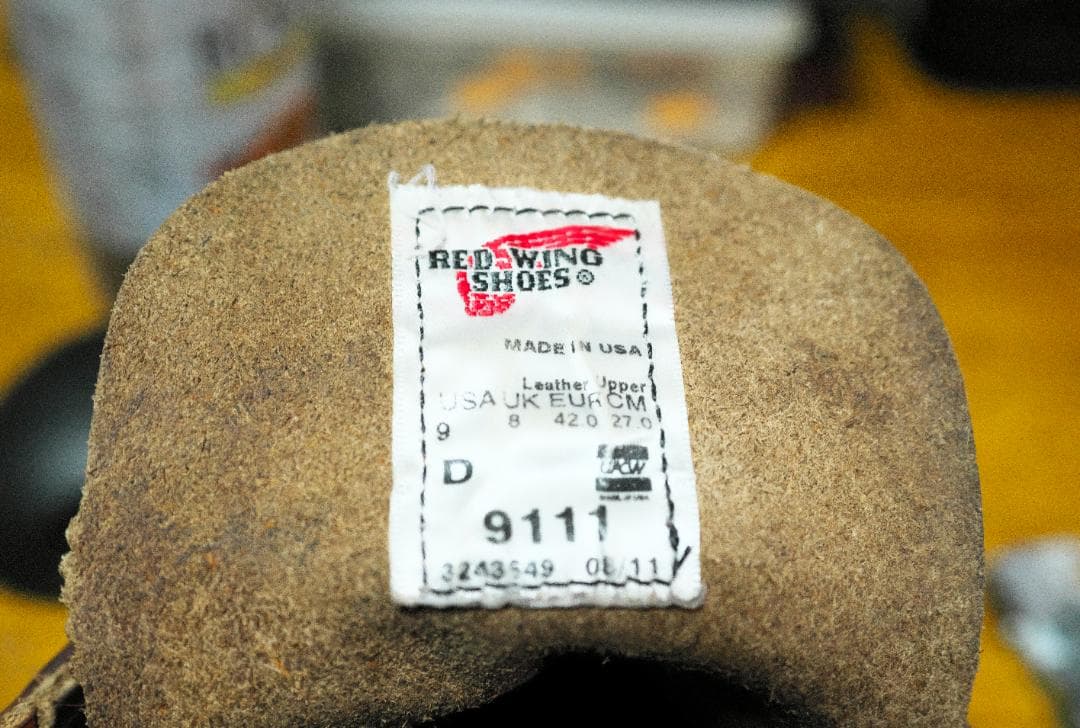 RED WING
SHOES®
MADE IN USA
Leather Upper
USA UK EUR CM
9 8 42.0 27.0
D
UFCW
9111
3243549 08/11